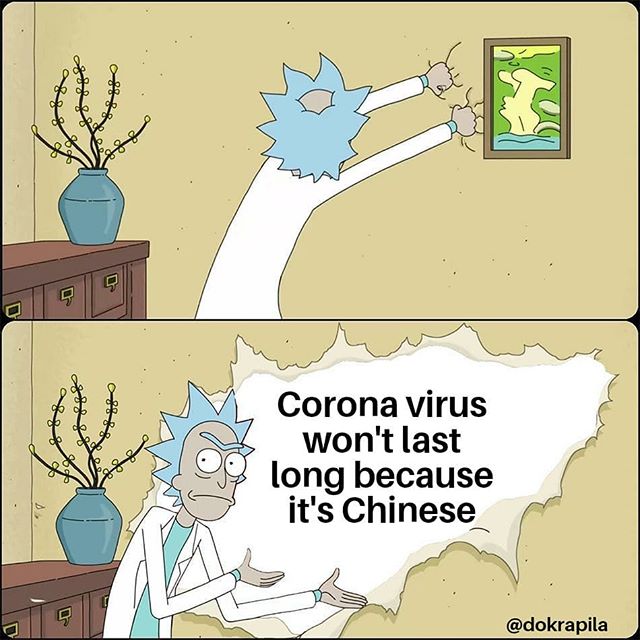 Corona virus
won't last
long because
it's Chinese
@dokrapila